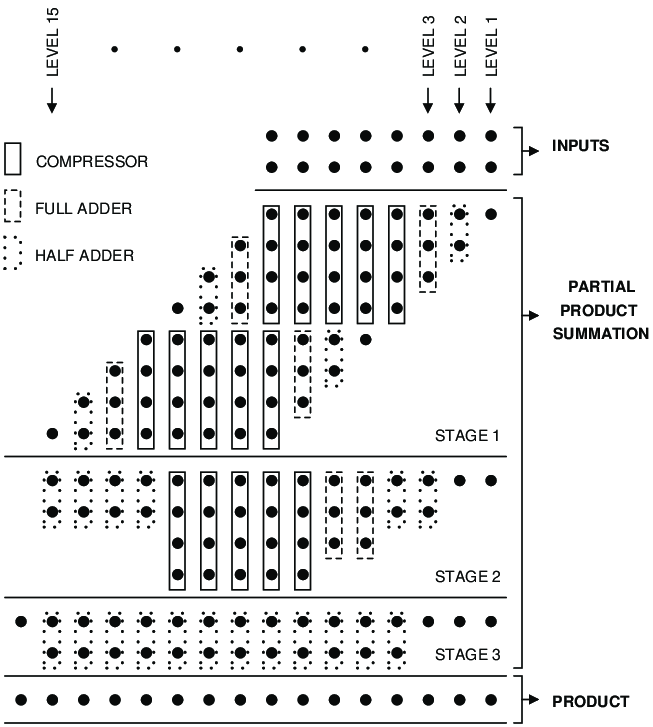 LEVEL 15
LEVEL 3
LEVEL 2
LEVEL 1
INPUTS
COMPRESSOR
FULL ADDER
HALF ADDER
PARTIAL
PRODUCT
SUMMATION
STAGE 1
STAGE 2
STAGE 3
PRODUCT